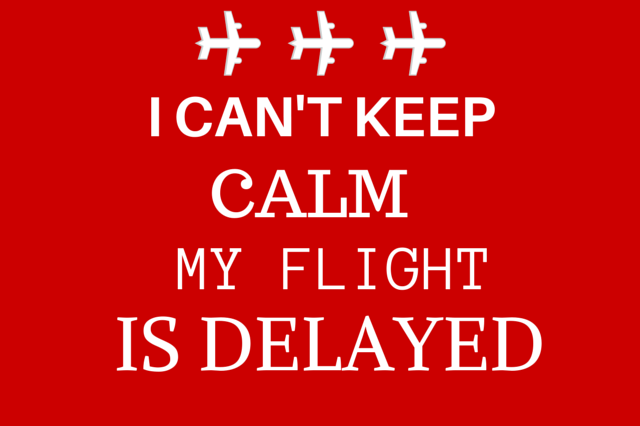 I CAN'T KEEP
CALM
MY FLIGHT
IS DELAYED